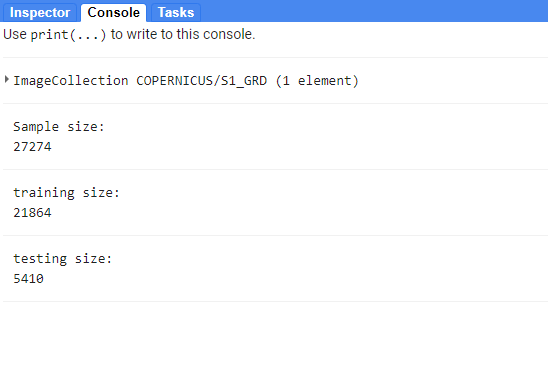 Inspector Console Tasks
Use print(...) to write to this console.
ImageCollection COPERNICUS/S1_GRD (1 element)
Sample size:
27274
training size:
21864
testing size:
5410